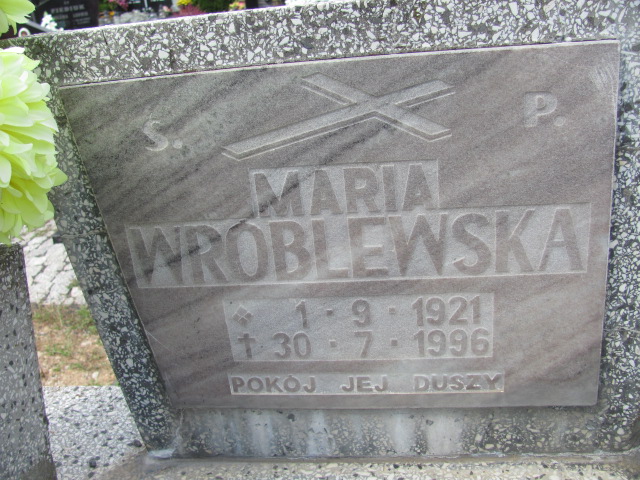 Ś. P.
MARIA
WRÓBLEWSKA
1 · 9 · 1921
† 30 · 7 · 1996
POKÓJ JEJ DUSZY